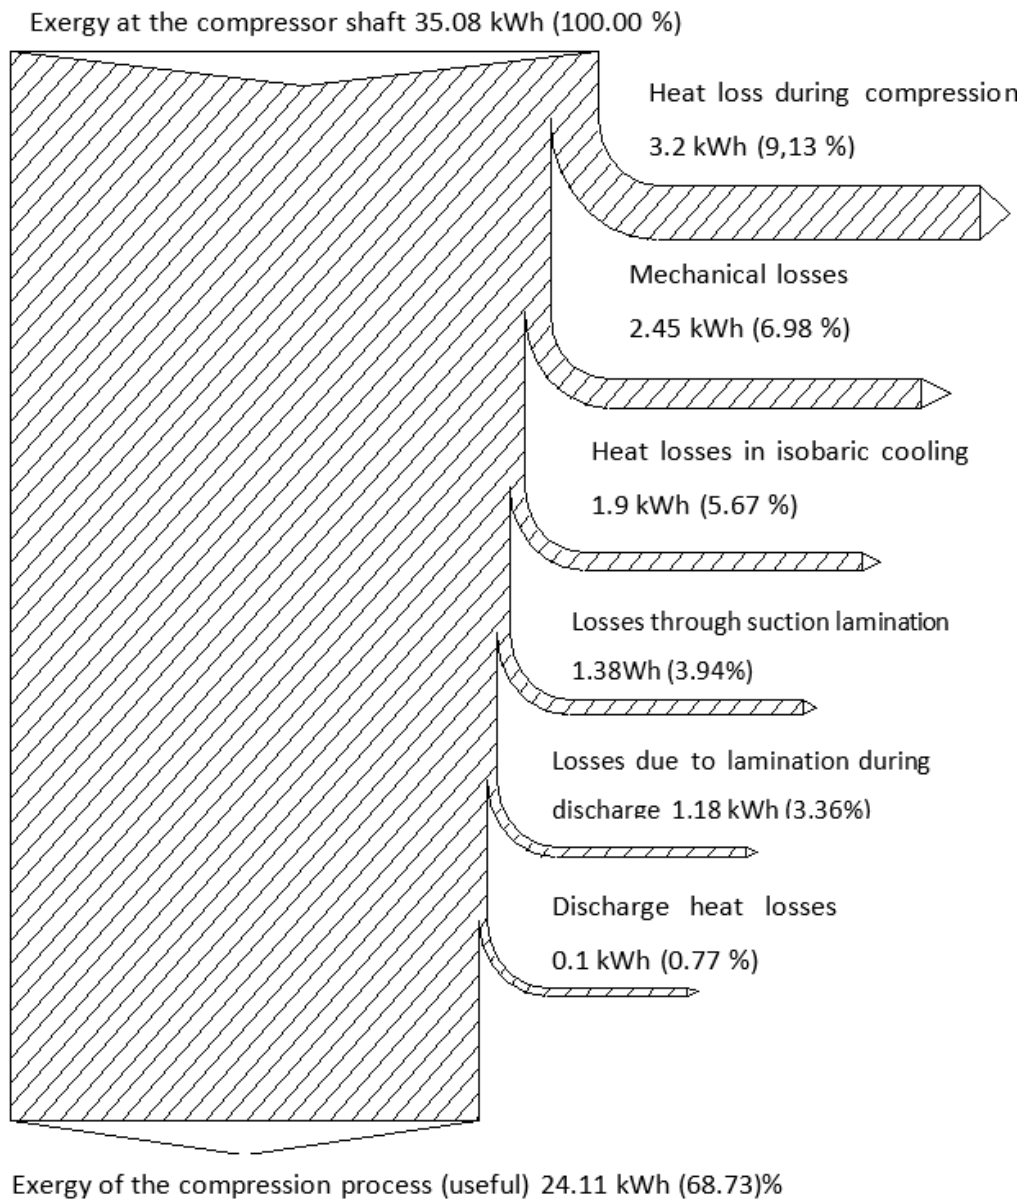 Exergy at the compressor shaft 35.08 kWh (100.00 %)
Heat loss during compression
3.2 kWh (9,13 %)
Mechanical losses
2.45 kWh (6.98 %)
Heat losses in isobaric cooling
1.9 kWh (5.67 %)
Losses through suction lamination
1.38Wh (3.94%)
Losses due to lamination during
discharge 1.18 kWh (3.36%)
Discharge heat losses
0.1 kWh (0.77 %)
Exergy of the compression process (useful) 24.11 kWh (68.73)%